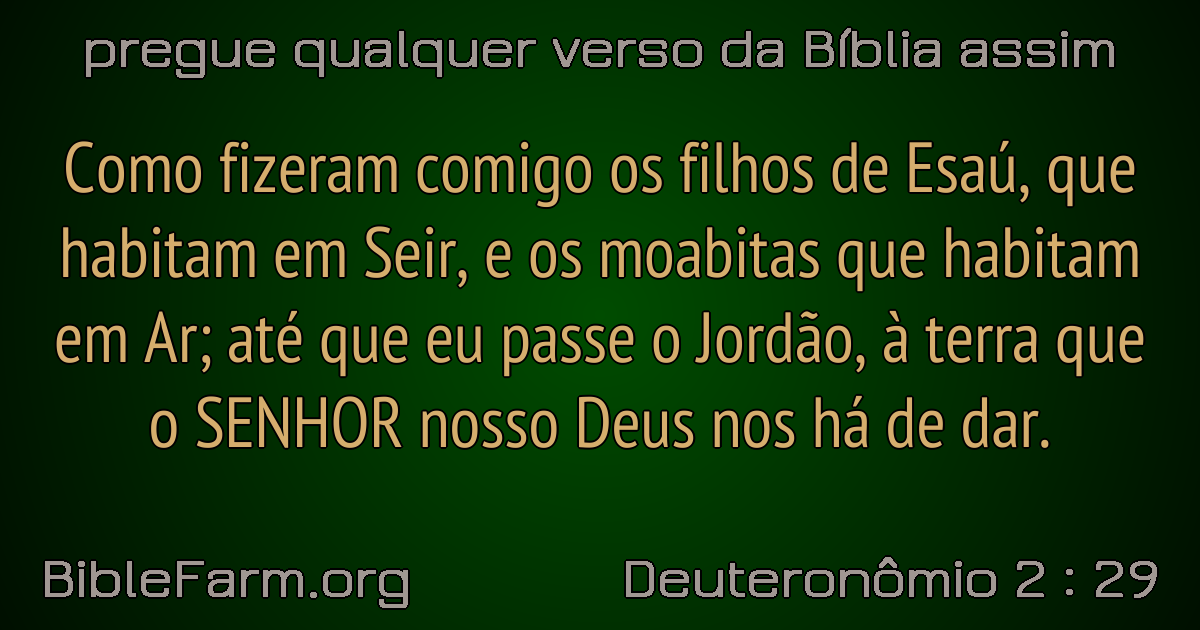 pregue qualquer verso da Bíblia assim
Como fizeram comigo os filhos de Esaú, que
habitam em Seir, e os moabitas que habitam
em Ar; até que eu passe o Jordão, à terra que
o SENHOR nosso Deus nos há de dar.
BibleFarm.org
Deuteronômio 2 : 29